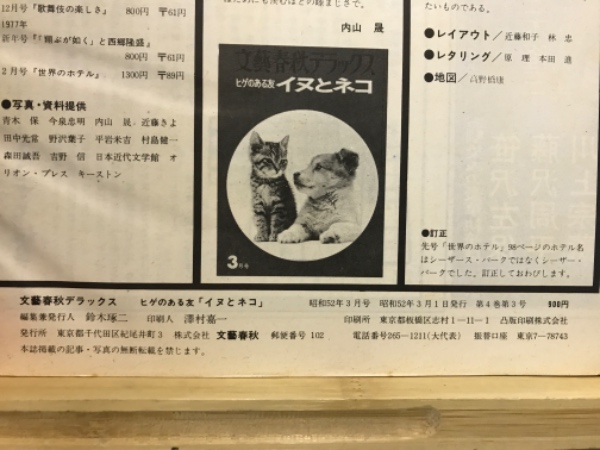 12月号「歌舞伎の楽しさ」 800円 〒61円
1977年
新年号「「翔ぶが如く」と西郷隆盛」
800円 〒61円
2月号「世界のホテル」 1300円 〒89円
●写真・資料提供
青木 保 今泉忠明 内山 晟 近藤きよ
田中光常 野沢葉子 平岩米吉 村島健一
森田誠吾 吉野 信 日本近代文学館 オ
リオン・プレス キーストン
内山 晟
文藝春秋デラックス
ヒゲのある友 イヌとネコ
3月号
たいものである。
●レイアウト/近藤和子 林 忠
●レタリング/原 理 本田 進
●地図/高野橋康
●訂正
先号「世界のホテル」98ページのホテル名
はシーザース・パークではなくシーザー・
パークでした。訂正しておわびします。
文藝春秋デラックス ヒゲのある友「イヌとネコ」 昭和52年3月号 昭和52年3月1日発行 第4巻第3号 900円
編集兼発行人 鈴木琢二 印刷人 澤村嘉一 印刷所 東京都板橋区志村1―11―1 凸版印刷株式会社
発行所 東京都千代田区紀尾井町3 株式会社 文藝春秋 郵便番号 102 電話番号265―1211(大代表) 振替口座 東京7―78743
本誌掲載の記事・写真の無断転載を禁じます。